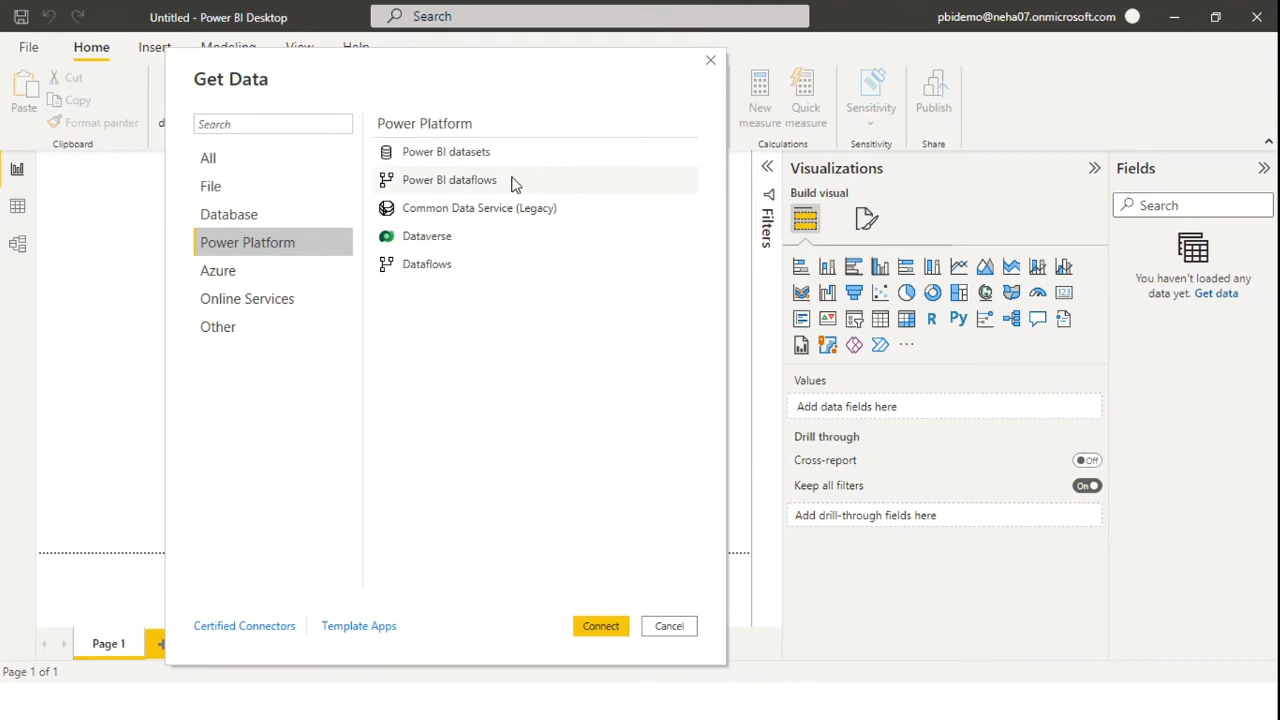 Untitled - Power BI Desktop
Search
pbidemo@neha07.onmicrosoft.com
File
Home
Insert
Modeling
View
Help
Paste
Cut
Copy
Format painter
Clipboard
New
measure
Quick
measure
Calculations
Sensitivity
Sensitivity
Publish
Share
Get Data
Search
All
File
Database
Power Platform
Azure
Online Services
Other
Power Platform
Power BI datasets
Power BI dataflows
Common Data Service (Legacy)
Dataverse
Dataflows
Certified Connectors
Template Apps
Connect
Cancel
Filters
Visualizations
Build visual
123
R
Py
Values
Add data fields here
Drill through
Cross-report
Off
Keep all filters
On
Add drill-through fields here
Fields
Search
You haven't loaded any
data yet. Get data
Page 1
Page 1 of 1